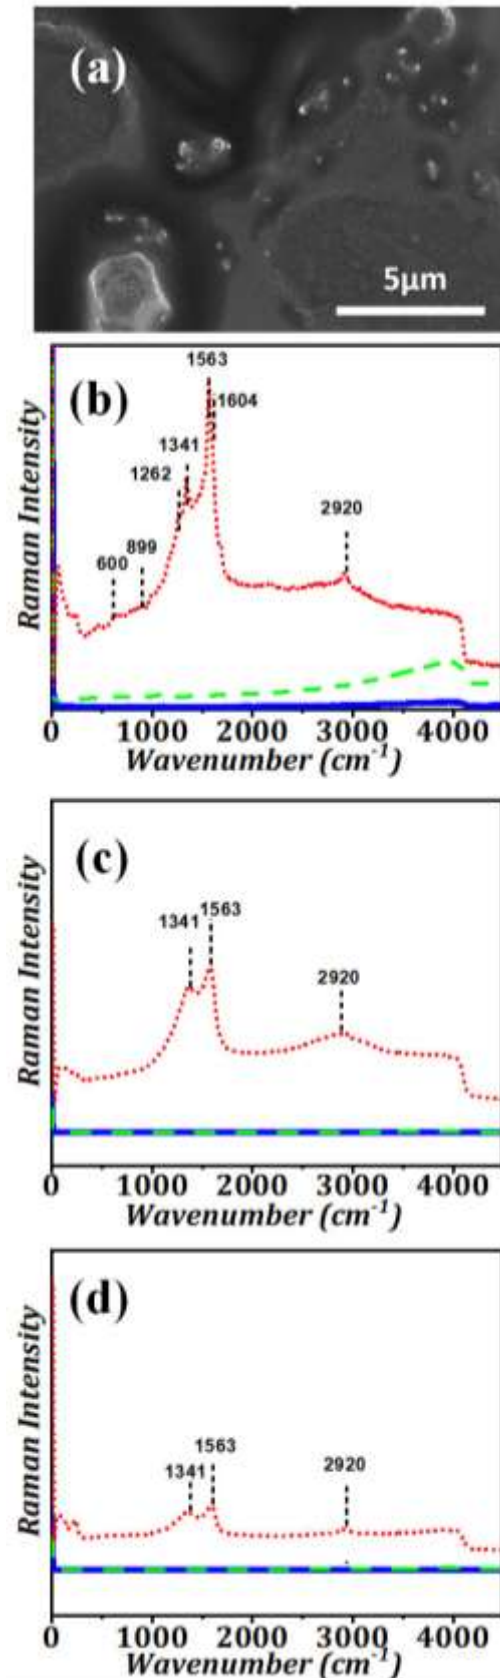 (a)
5μm
(b)
1563
1604
1341
1262
2920
899
600
Raman Intensity
0 1000 2000 3000 4000
Wavenumber (cm⁻¹)
(c)
1341 1563
2920
Raman Intensity
0 1000 2000 3000 4000
Wavenumber (cm⁻¹)
(d)
1563
1341
2920
Raman Intensity
0 1000 2000 3000 4000
Wavenumber (cm⁻¹)